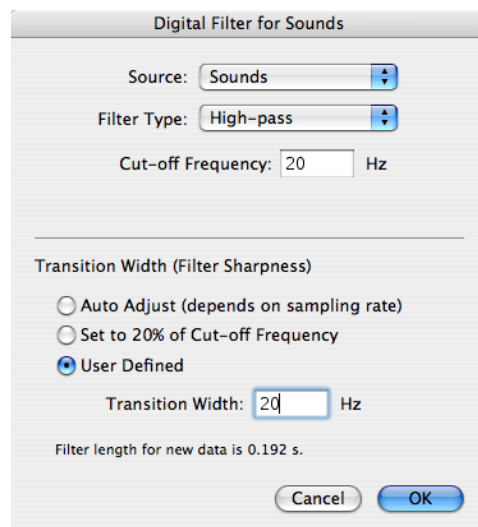 Digital Filter for Sounds
Source: Sounds
Filter Type: High-pass
Cut-off Frequency: 20 Hz
Transition Width (Filter Sharpness)
Auto Adjust (depends on sampling rate)
Set to 20% of Cut-off Frequency
User Defined
Transition Width: 20 Hz
Filter length for new data is 0.192 s.
Cancel OK